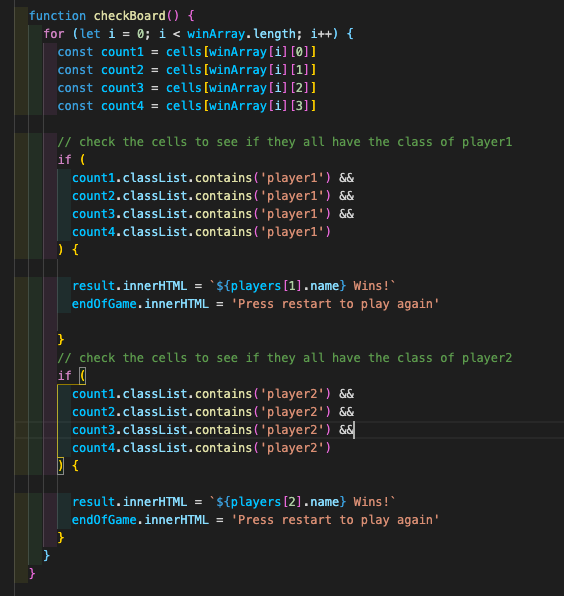 function checkBoard() {
for (let i = 0; i < winArray.length; i++) {
const count1 = cells[winArray[i][0]]
const count2 = cells[winArray[i][1]]
const count3 = cells[winArray[i][2]]
const count4 = cells[winArray[i][3]]
// check the cells to see if they all have the class of player1
if (
count1.classList.contains('player1') &&
count2.classList.contains('player1') &&
count3.classList.contains('player1') &&
count4.classList.contains('player1')
) {
result.innerHTML = `${players[1].name} Wins!`
endOfGame.innerHTML = 'Press restart to play again'
}
// check the cells to see if they all have the class of player2
if (
count1.classList.contains('player2') &&
count2.classList.contains('player2') &&
count3.classList.contains('player2') &&
count4.classList.contains('player2')
) {
result.innerHTML = `${players[2].name} Wins!`
endOfGame.innerHTML = 'Press restart to play again'
}
}
}